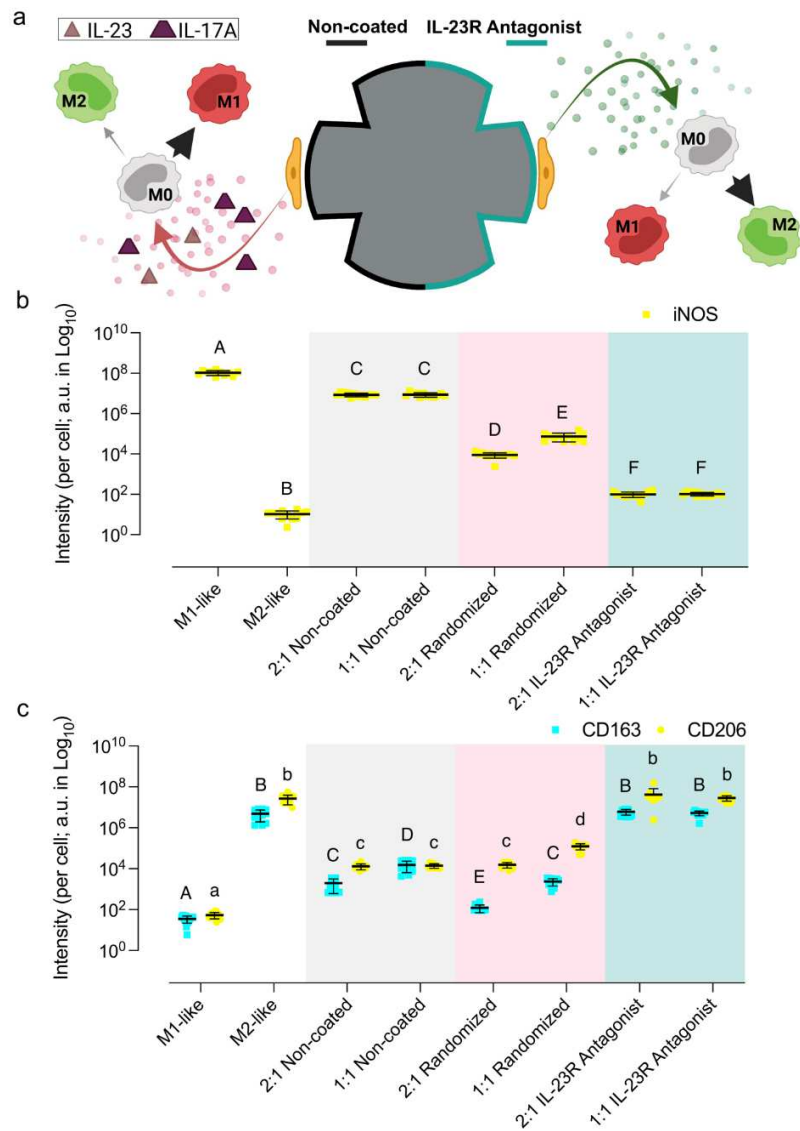 a
IL-23 IL-17A
Non-coated IL-23R Antagonist
M2 M1
M0
M0
M1 M2
b
iNOS
Intensity (per cell; a.u. in Log10)
10^10
10^8
10^6
10^4
10^2
10^0
A B C C D E F F
M1-like
M2-like
2:1 Non-coated
1:1 Non-coated
2:1 Randomized
1:1 Randomized
2:1 IL-23R Antagonist
1:1 IL-23R Antagonist
c
CD163 CD206
Intensity (per cell; a.u. in Log10)
10^10
10^8
10^6
10^4
10^2
10^0
A a B b C c D c E c C d B b B b
M1-like
M2-like
2:1 Non-coated
1:1 Non-coated
2:1 Randomized
1:1 Randomized
2:1 IL-23R Antagonist
1:1 IL-23R Antagonist